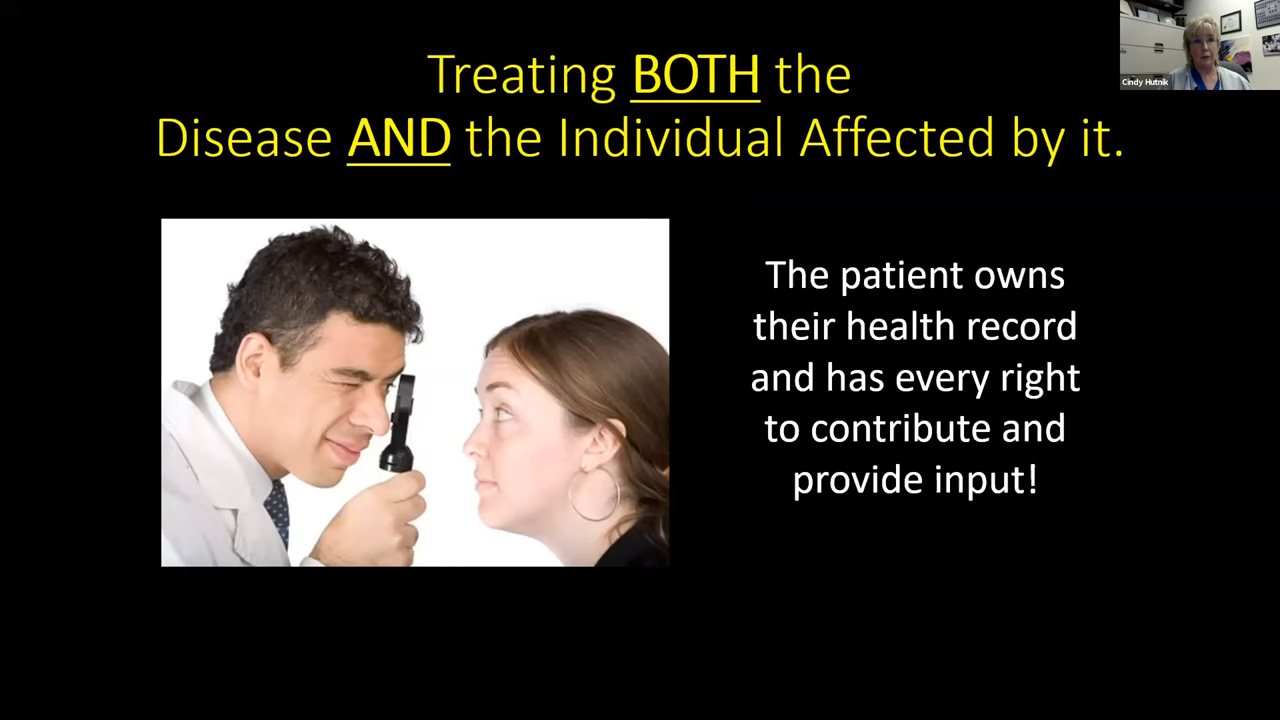 Treating BOTH the
Disease AND the Individual Affected by it.
Cindy Hutnik
The patient owns
their health record
and has every right
to contribute and
provide input!